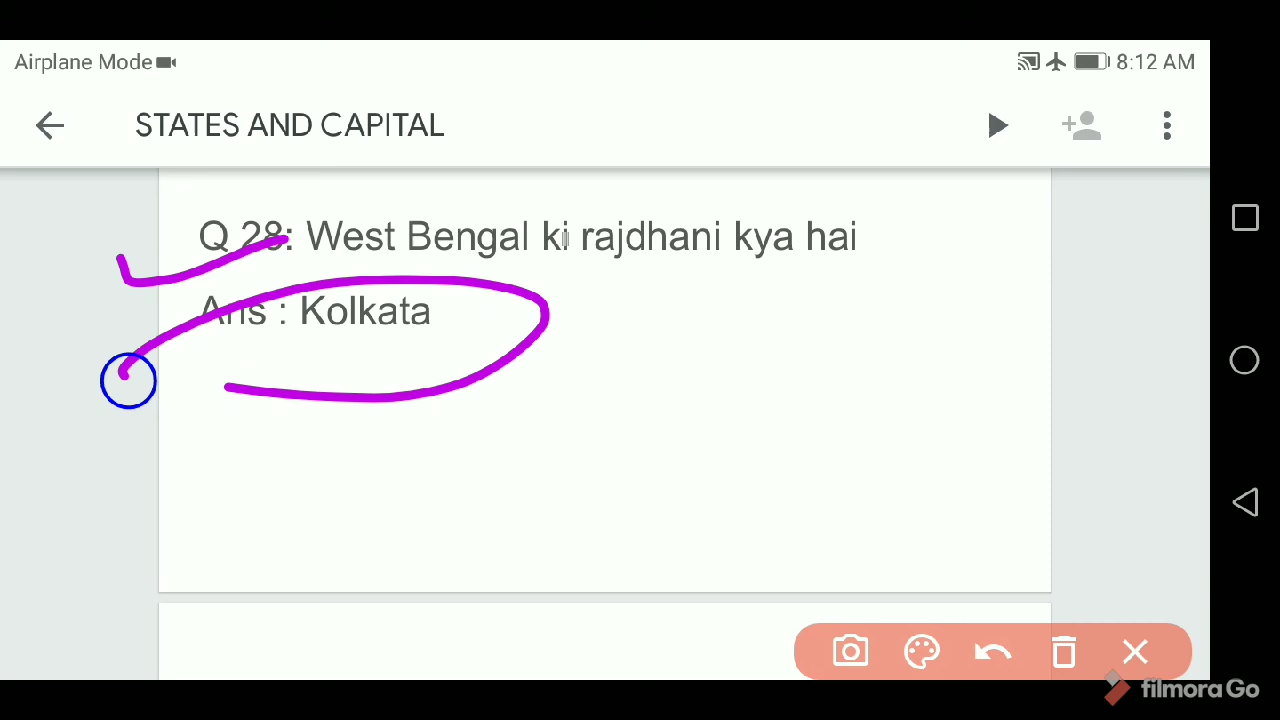 Airplane Mode
8:12 AM
STATES AND CAPITAL
Q 28: West Bengal ki rajdhani kya hai
Ans : Kolkata
filmora Go